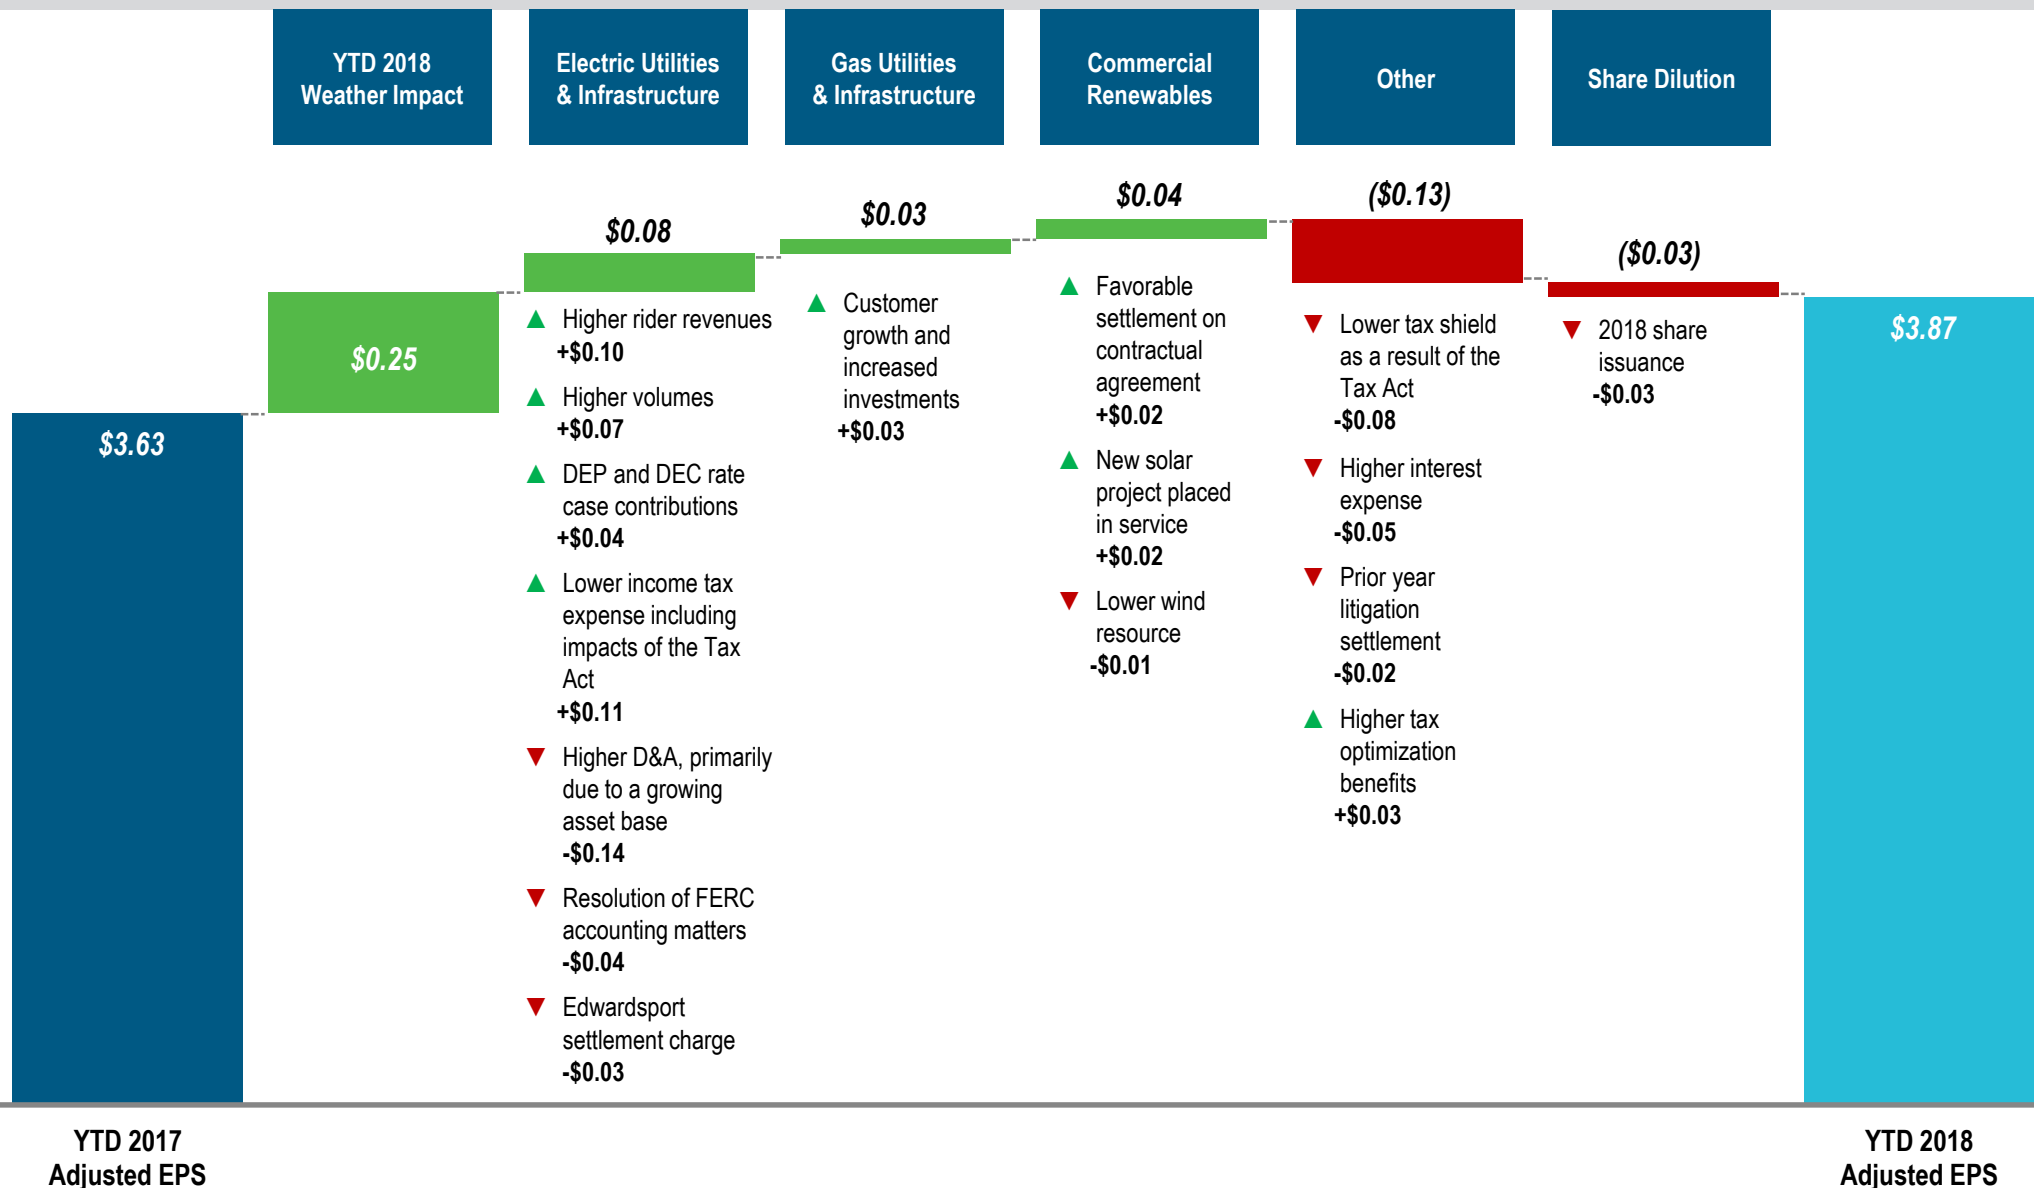 YTD 2018
Weather Impact
Electric Utilities
& Infrastructure
Gas Utilities
& Infrastructure
Commercial
Renewables
Other
Share Dilution
$3.63
$0.25
$0.08
▲ Higher rider revenues
+$0.10
▲ Higher volumes
+$0.07
▲ DEP and DEC rate
case contributions
+$0.04
▲ Lower income tax
expense including
impacts of the Tax
Act
+$0.11
▼ Higher D&A, primarily
due to a growing
asset base
-$0.14
▼ Resolution of FERC
accounting matters
-$0.04
▼ Edwardsport
settlement charge
-$0.03
$0.03
▲ Customer
growth and
increased
investments
+$0.03
$0.04
▲ Favorable
settlement on
contractual
agreement
+$0.02
▲ New solar
project placed
in service
+$0.02
▼ Lower wind
resource
-$0.01
($0.13)
▼ Lower tax shield
as a result of the
Tax Act
-$0.08
▼ Higher interest
expense
-$0.05
▼ Prior year
litigation
settlement
-$0.02
▲ Higher tax
optimization
benefits
+$0.03
($0.03)
▼ 2018 share
issuance
-$0.03
$3.87
YTD 2017
Adjusted EPS
YTD 2018
Adjusted EPS